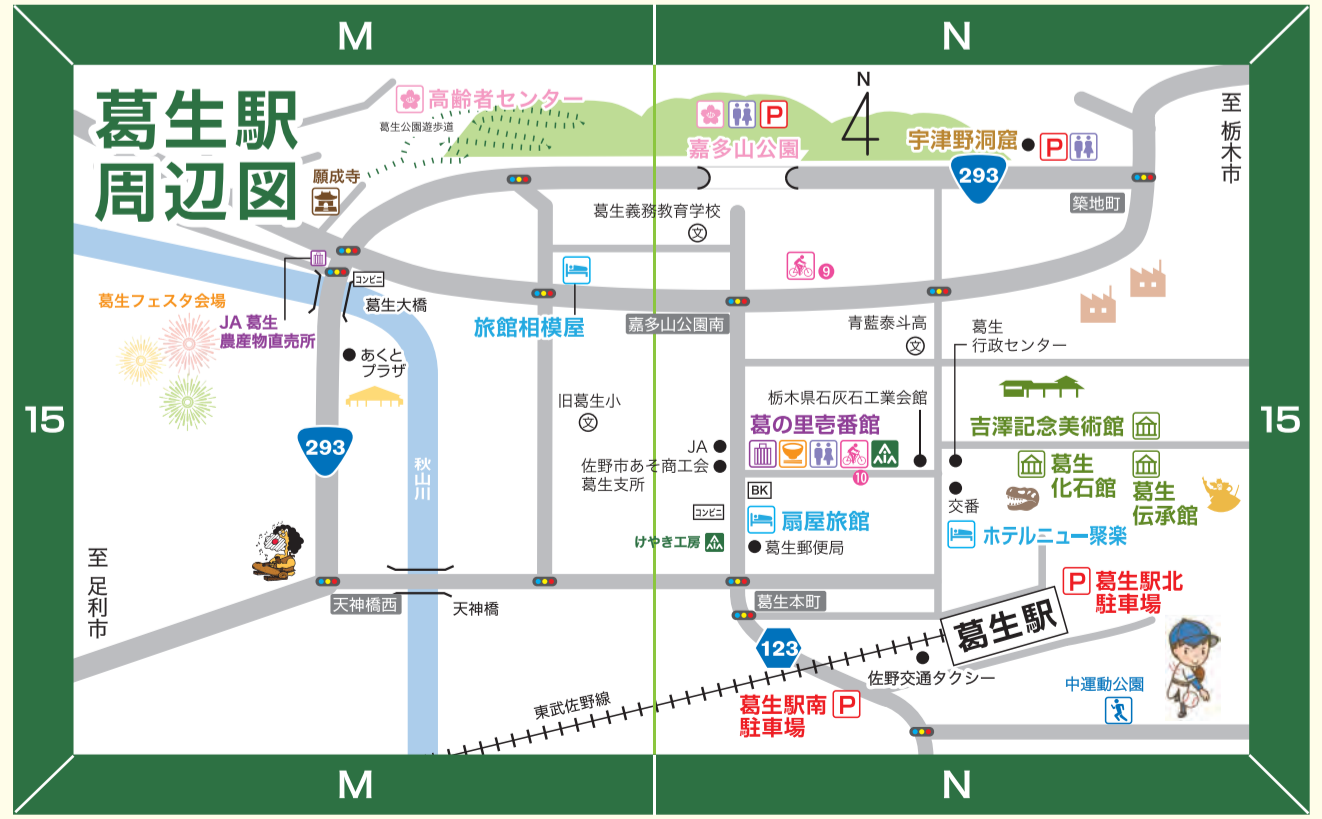 M
N
葛生駅
周辺図
高齢者センター
葛生公園遊歩道
嘉多山公園
P
N
宇津野洞窟
P
293
至 栃木市
築地町
願成寺
葛生義務教育学校
文
9
コンビニ
葛生大橋
葛生フェスタ会場
JA 葛生
農産物直売所
旅館相模屋
嘉多山公園南
青藍泰斗高
文
葛生
行政センター
あくと
プラザ
15
15
旧葛生小
文
栃木県石灰石工業会館
葛の里壱番館
10
吉澤記念美術館
293
秋山川
JA
佐野市あそ商工会
葛生支所
葛生
化石館
葛生
伝承館
BK
交番
コンビニ
扇屋旅館
ホテルニュー聚楽
けやき工房
葛生郵便局
至 足利市
天神橋西
天神橋
葛生本町
P
葛生駅北
駐車場
葛生駅
123
佐野交通タクシー
東武佐野線
葛生駅南
駐車場
P
中運動公園
M
N